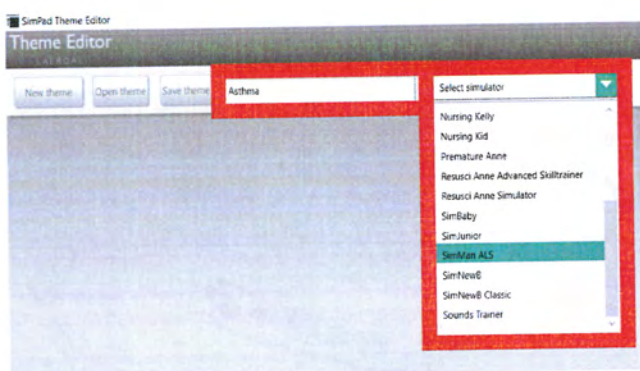 SimPad Theme Editor
Theme Editor
LAERDAL
New theme
Open theme
Save theme
Asthma
Select simulator
Nursing Kelly
Nursing Kid
Premature Anne
Resusci Anne Advanced Skilltrainer
Resusci Anne Simulator
SimBaby
SimJunior
SimMan ALS
SimNewB
SimNewB Classic
Sounds Trainer